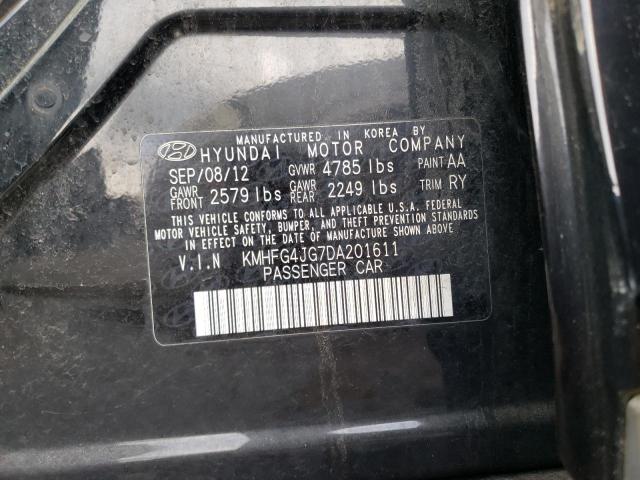 MANUFACTURED IN KOREA BY
HYUNDAI MOTOR COMPANY
SEP/08/12 GVWR 4785 lbs PAINT AA
GAWR FRONT 2579 lbs GAWR REAR 2249 lbs TRIM RY
THIS VEHICLE CONFORMS TO ALL APPLICABLE U.S.A. FEDERAL
MOTOR VEHICLE SAFETY, BUMPER, AND THEFT PREVENTION STANDARDS
IN EFFECT ON THE DATE OF MANUFACTURE SHOWN ABOVE
V.I.N KMHFG4JG7DA201611
PASSENGER CAR